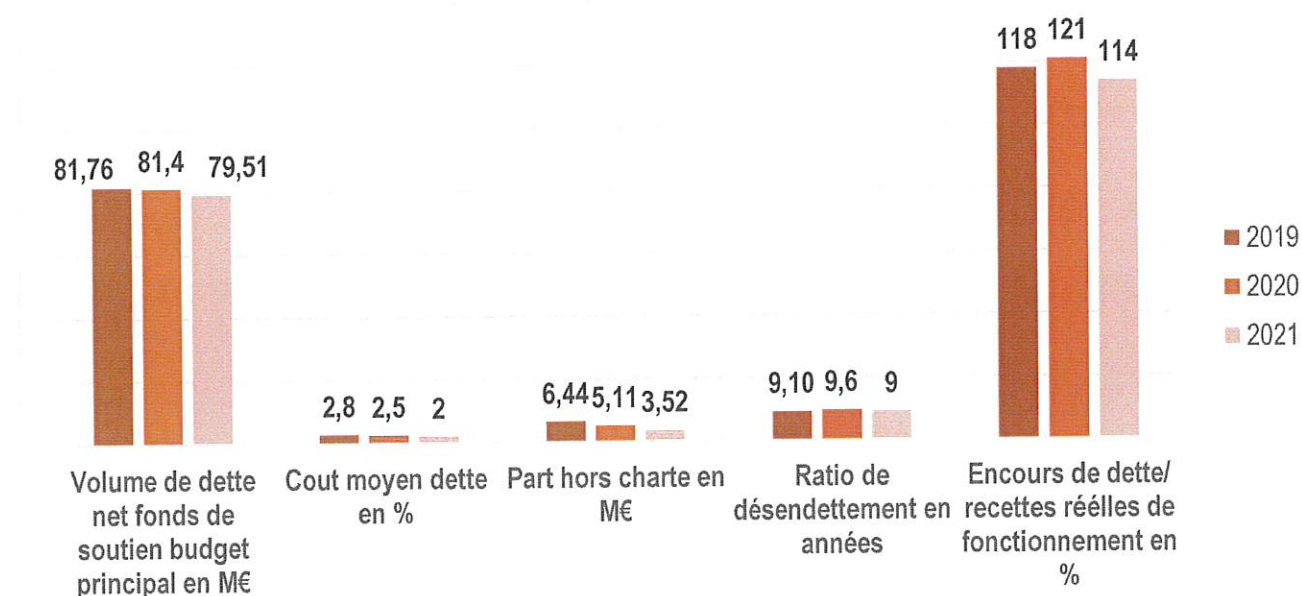 118 121 114
81,76 81,4 79,51
2019
2020
2021
9,10 9,6 9
6,44 5,11 3,52
2,8 2,5 2
Volume de dette
net fonds de
soutien budget
principal en M€
Cout moyen dette
en %
Part hors charte en
M€
Ratio de
désendettement en
années
Encours de dette/
recettes réélles de
fonctionnement en
%